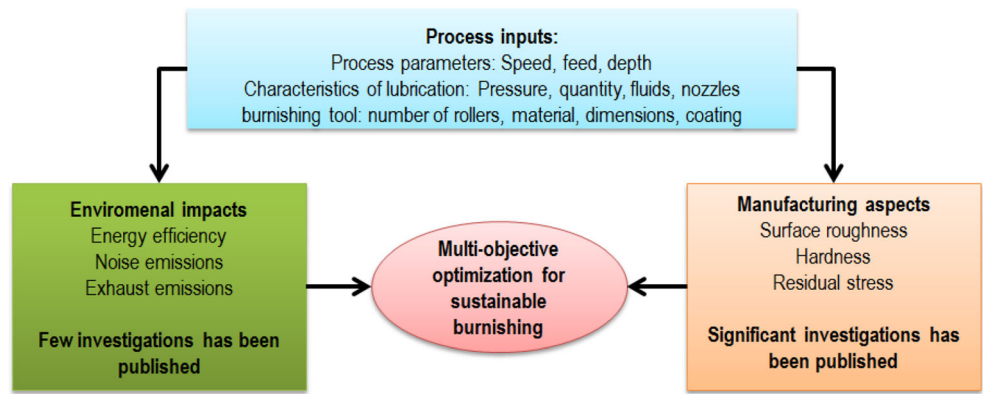 Process inputs:
Process parameters: Speed, feed, depth
Characteristics of lubrication: Pressure, quantity, fluids, nozzles
burnishing tool: number of rollers, material, dimensions, coating
Enviromenal impacts
Energy efficiency
Noise emissions
Exhaust emissions
Few investigations has been
published
Multi-objective
optimization for
sustainable
burnishing
Manufacturing aspects
Surface roughness
Hardness
Residual stress
Significant investigations has
been published